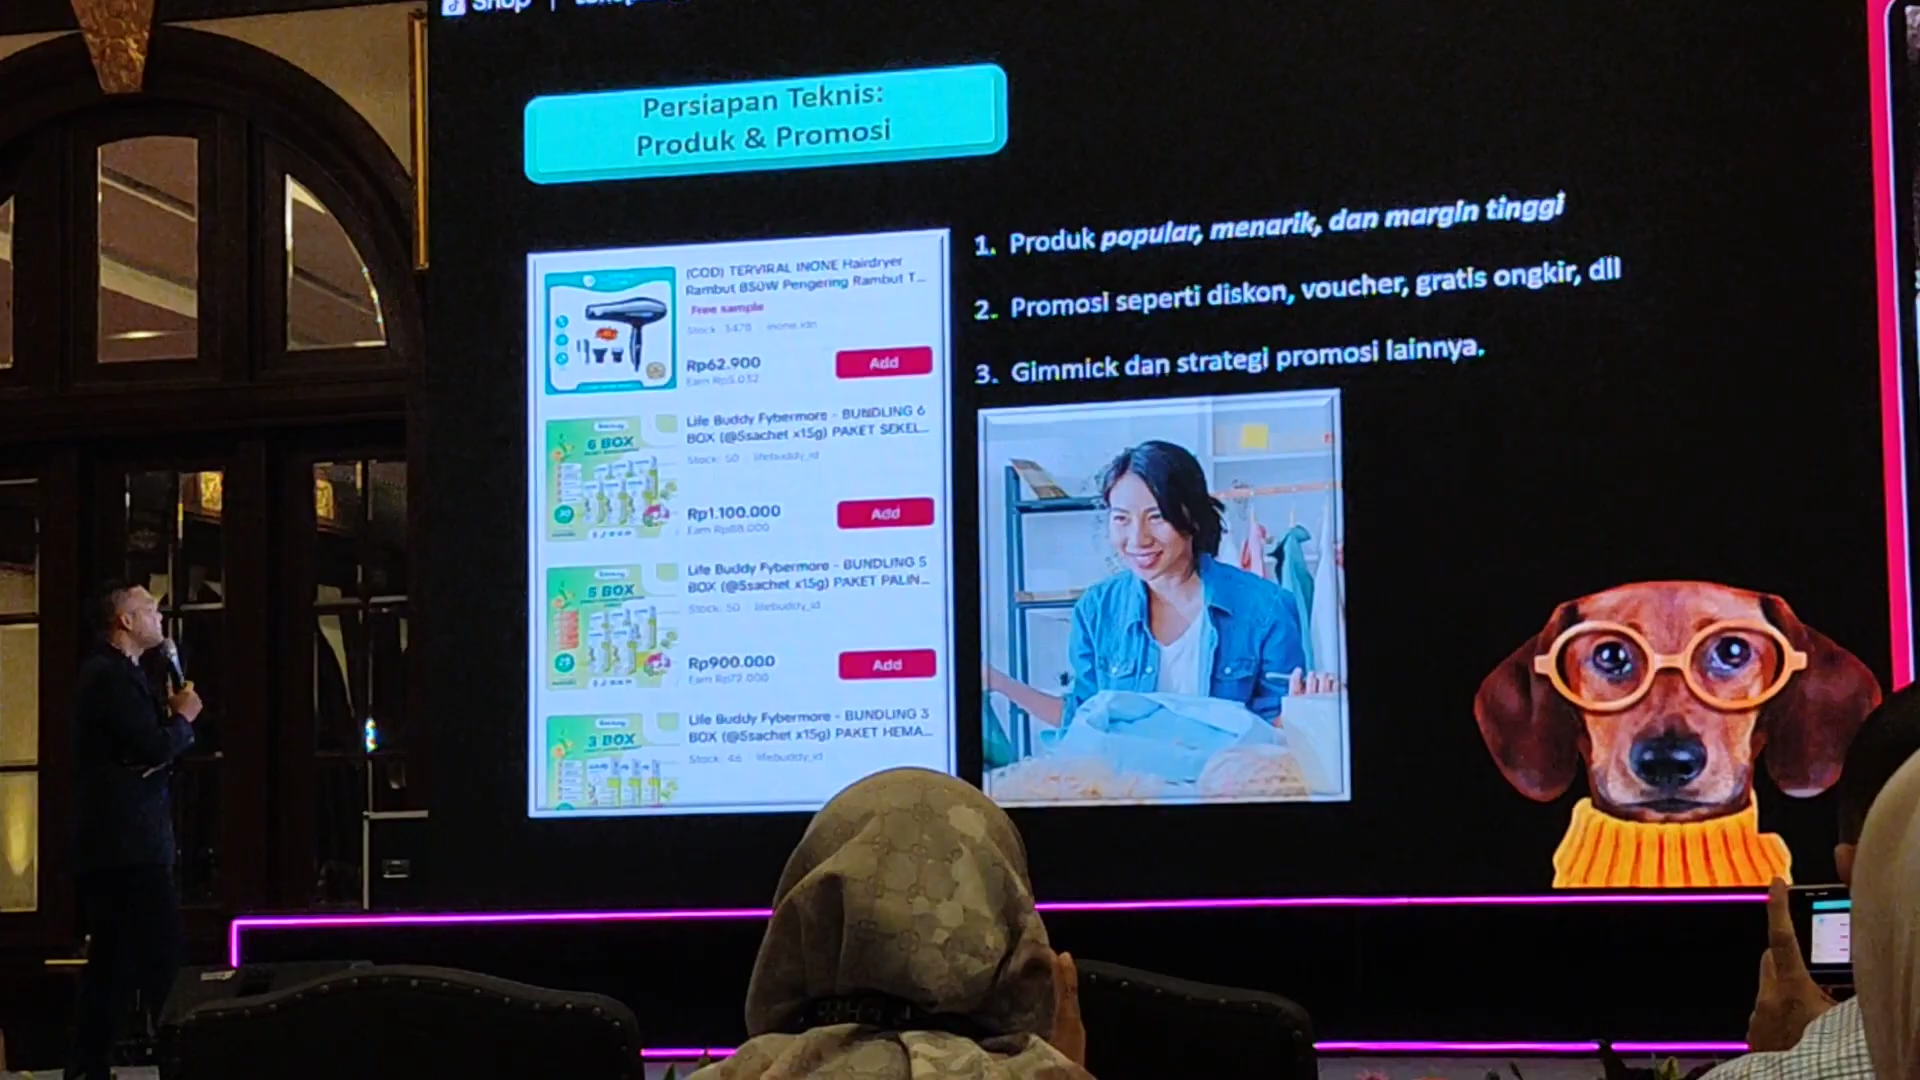 Shop |
Persiapan Teknis:
Produk & Promosi
(COD) TERVIRAL INONE Hairdryer
Rambut 850W Pengering Rambut T...
Free sample
Stock: 3478 inone.idn
Rp62.900
Earn Rp5.032
Add
6 BOX
Life Buddy Fybermore - BUNDLING 6
BOX (@5sachet x15g) PAKET SEKEL...
Stock: 50 lifebuddy_id
Rp1.100.000
Earn Rp88.000
Add
5 BOX
Life Buddy Fybermore - BUNDLING 5
BOX (@5sachet x15g) PAKET PALIN...
Stock: 50 lifebuddy_id
Rp900.000
Earn Rp72.000
Add
3 BOX
Life Buddy Fybermore - BUNDLING 3
BOX (@5sachet x15g) PAKET HEMA...
Stock: 46 lifebuddy_id
1. Produk popular, menarik, dan margin tinggi
2. Promosi seperti diskon, voucher, gratis ongkir, dll
3. Gimmick dan strategi promosi lainnya.